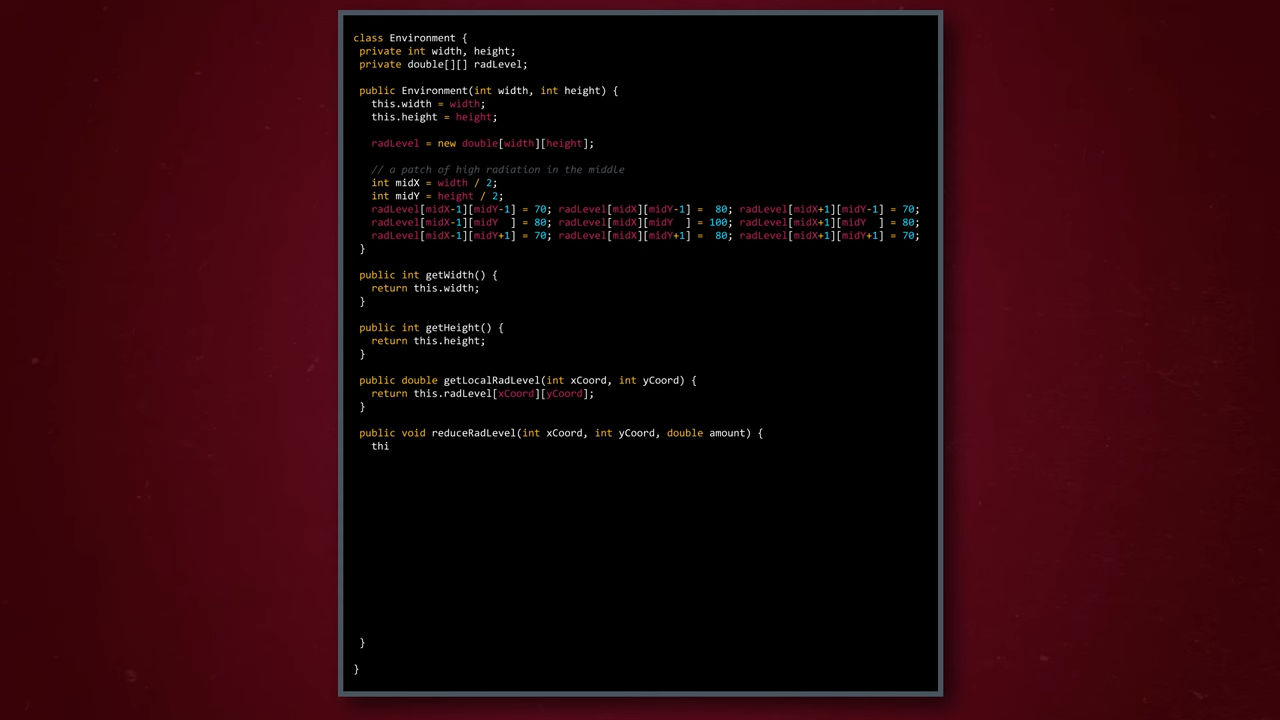 class Environment {
private int width, height;
private double[][] radLevel;
public Environment(int width, int height) {
this.width = width;
this.height = height;
radLevel = new double[width][height];
// a patch of high radiation in the middle
int midX = width / 2;
int midY = height / 2;
radLevel[midX-1][midY-1] = 70; radLevel[midX][midY-1] =  80; radLevel[midX+1][midY-1] = 70;
radLevel[midX-1][midY  ] = 80; radLevel[midX][midY  ] = 100; radLevel[midX+1][midY  ] = 80;
radLevel[midX-1][midY+1] = 70; radLevel[midX][midY+1] =  80; radLevel[midX+1][midY+1] = 70;
}
public int getWidth() {
return this.width;
}
public int getHeight() {
return this.height;
}
public double getLocalRadLevel(int xCoord, int yCoord) {
return this.radLevel[xCoord][yCoord];
}
public void reduceRadLevel(int xCoord, int yCoord, double amount) {
thi
}
}